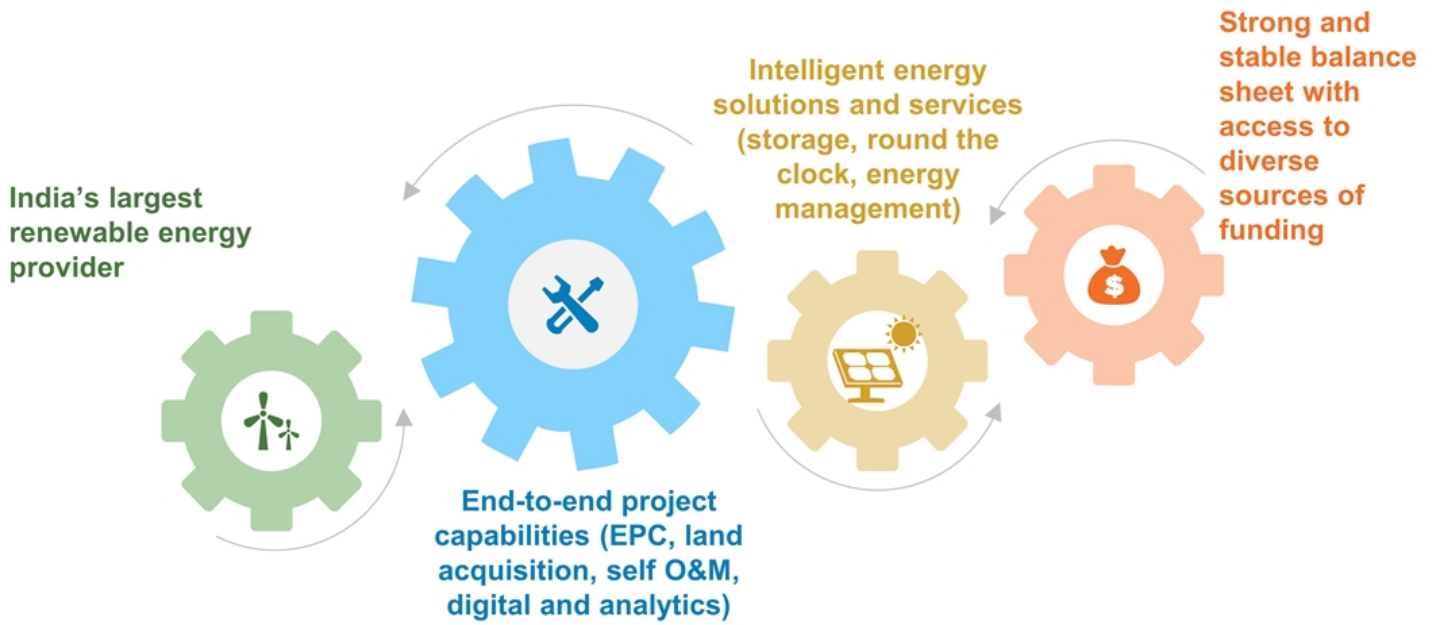 India’s largest
renewable energy
provider
End-to-end project
capabilities (EPC, land
acquisition, self O&M,
digital and analytics)
Intelligent energy
solutions and services
(storage, round the
clock, energy
management)
Strong and
stable balance
sheet with
access to
diverse
sources of
funding
$